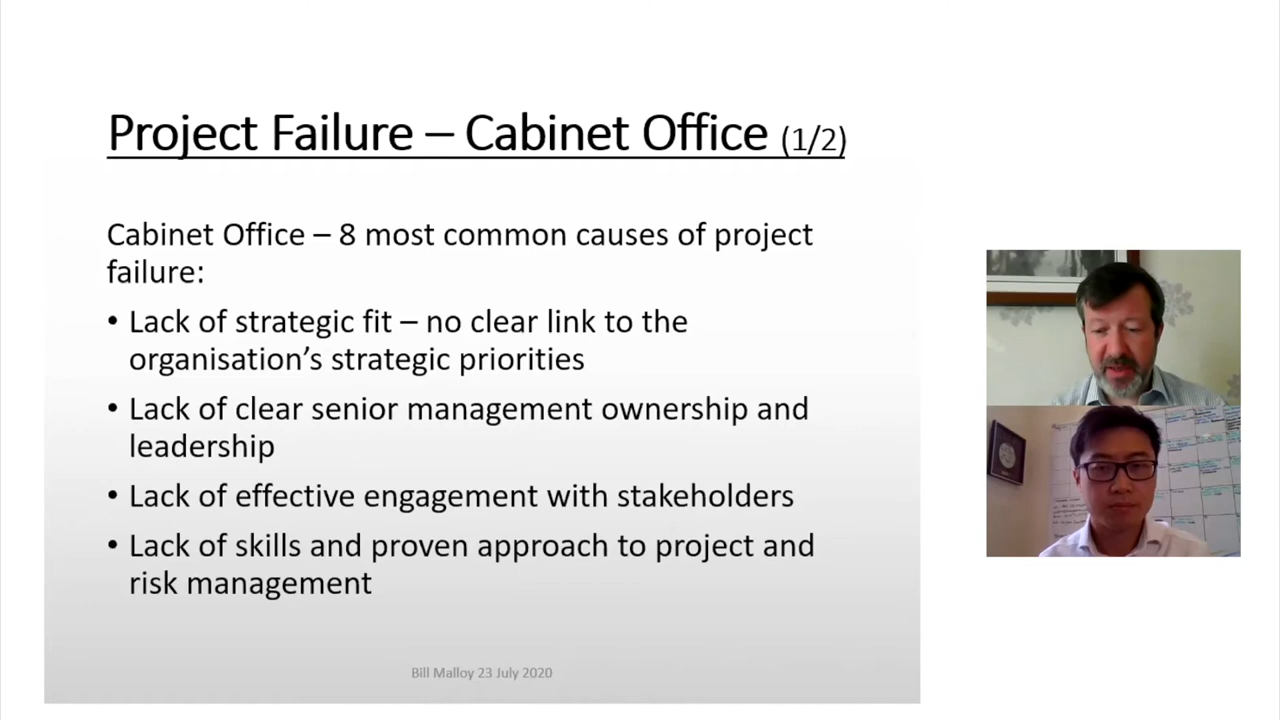 Project Failure – Cabinet Office (1/2)
Cabinet Office – 8 most common causes of project
failure:
• Lack of strategic fit – no clear link to the
organisation’s strategic priorities
• Lack of clear senior management ownership and
leadership
• Lack of effective engagement with stakeholders
• Lack of skills and proven approach to project and
risk management
Bill Malloy 23 July 2020